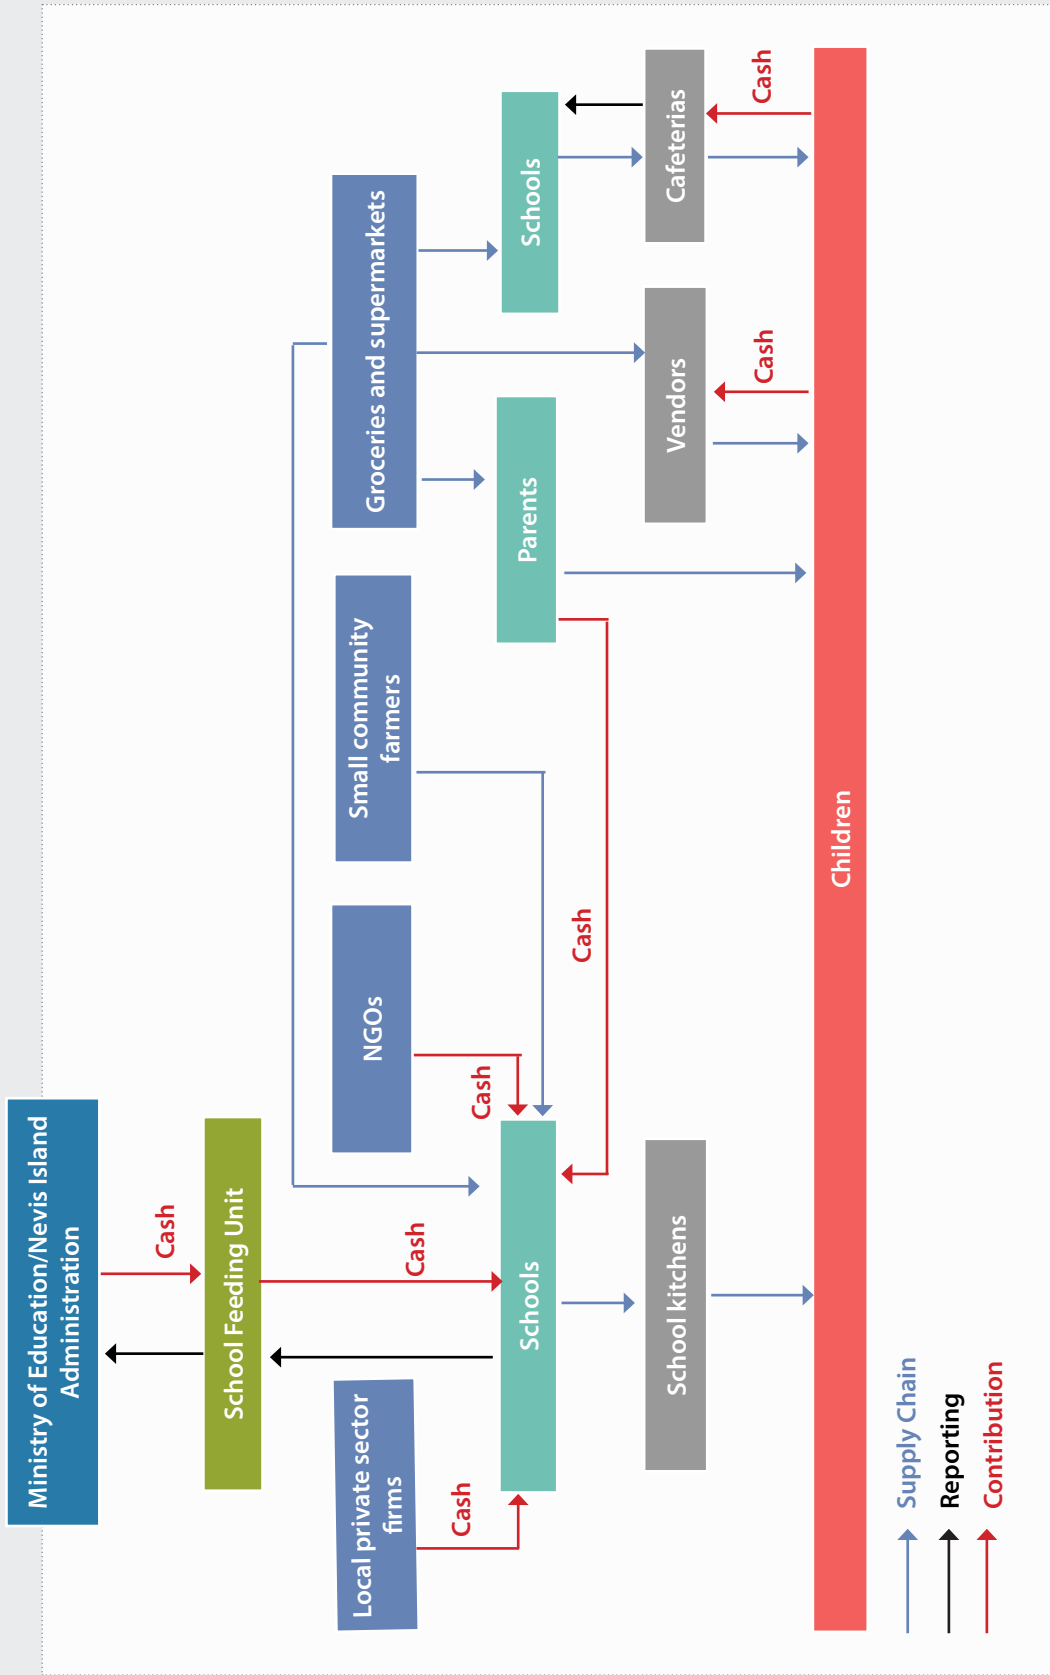 Ministry of Education/Nevis Island
Administration
Cash
School Feeding Unit
Cash
Local private sector
firms
Cash
NGOs
Cash
Small community
farmers
Groceries and supermarkets
Schools
Parents
Schools
Cash
School kitchens
Vendors
Cafeterias
Cash
Cash
Children
Supply Chain
Reporting
Contribution